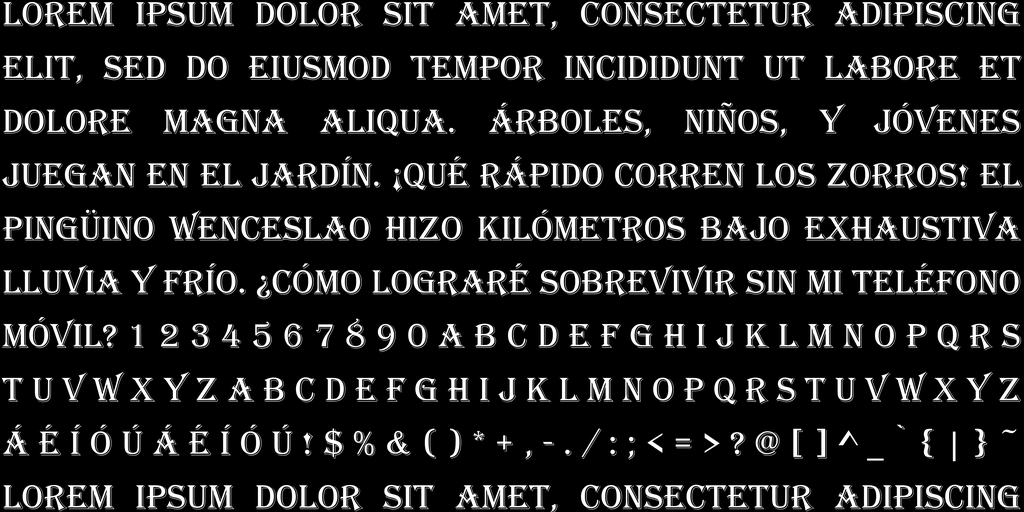 LOREM IPSUM DOLOR SIT AMET, CONSECTETUR ADIPISCING
ELIT, SED DO EIUSMOD TEMPOR INCIDIDUNT UT LABORE ET
DOLORE MAGNA ALIQUA. ÁRBOLES, NIÑOS, Y JÓVENES
JUEGAN EN EL JARDÍN. ¡QUÉ RÁPIDO CORREN LOS ZORROS! EL
PINGÜINO WENCESLAO HIZO KILÓMETROS BAJO EXHAUSTIVA
LLUVIA Y FRÍO. ¿CÓMO LOGRARÉ SOBREVIVIR SIN MI TELÉFONO
MÓVIL? 1 2 3 4 5 6 7 8 9 0 A B C D E F G H I J K L M N O P Q R S
T U V W X Y Z A B C D E F G H I J K L M N O P Q R S T U V W X Y Z
Á É Í Ó Ú Á É Í Ó Ú ! $ % & ( ) * + , - . / : ; < = > ? @ [ ] ^ _ ` { | } ~
LOREM IPSUM DOLOR SIT AMET, CONSECTETUR ADIPISCING